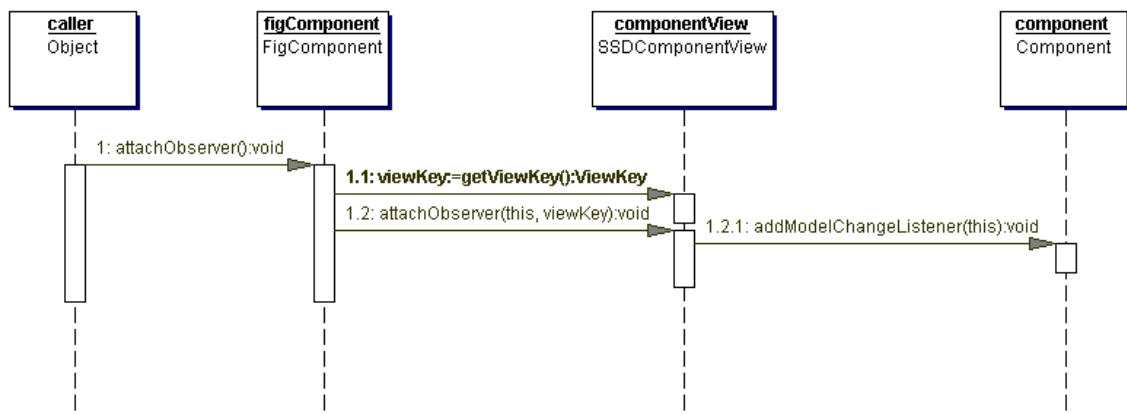 caller
Object
figComponent
FigComponent
componentView
SSDComponentView
component
Component
1: attachObserver():void
1.1: viewKey:=getViewKey():ViewKey
1.2: attachObserver(this, viewKey):void
1.2.1: addModelChangeListener(this):void